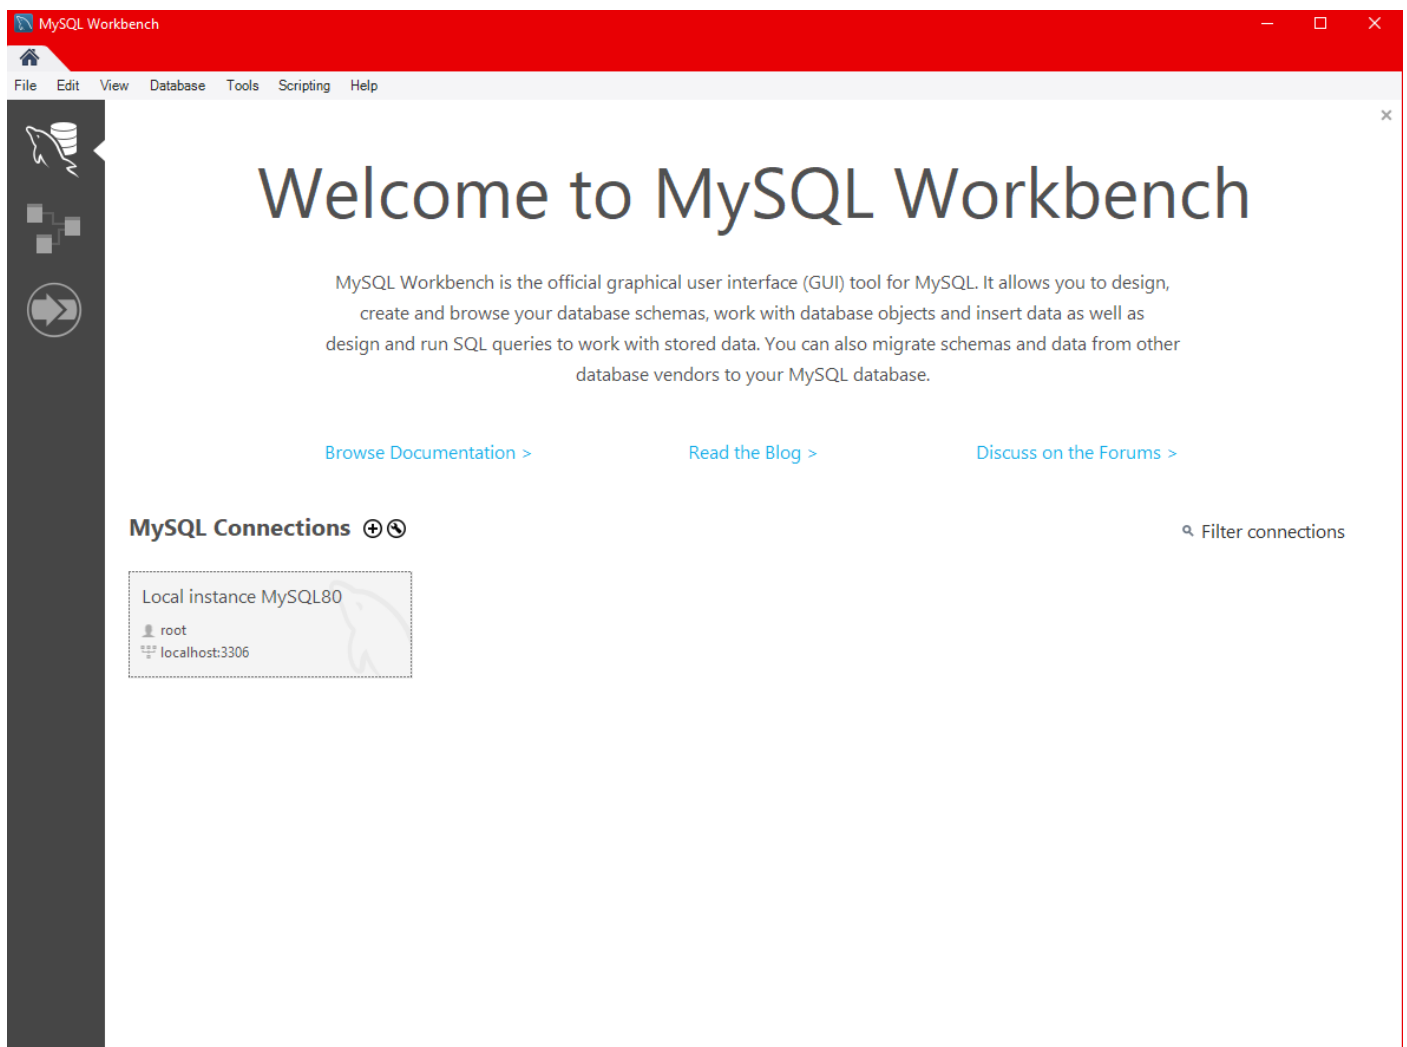 MySQL Workbench
File Edit View Database Tools Scripting Help
Welcome to MySQL Workbench
MySQL Workbench is the official graphical user interface (GUI) tool for MySQL. It allows you to design,
create and browse your database schemas, work with database objects and insert data as well as
design and run SQL queries to work with stored data. You can also migrate schemas and data from other
database vendors to your MySQL database.
Browse Documentation > Read the Blog > Discuss on the Forums >
MySQL Connections Filter connections
Local instance MySQL80
root
localhost:3306